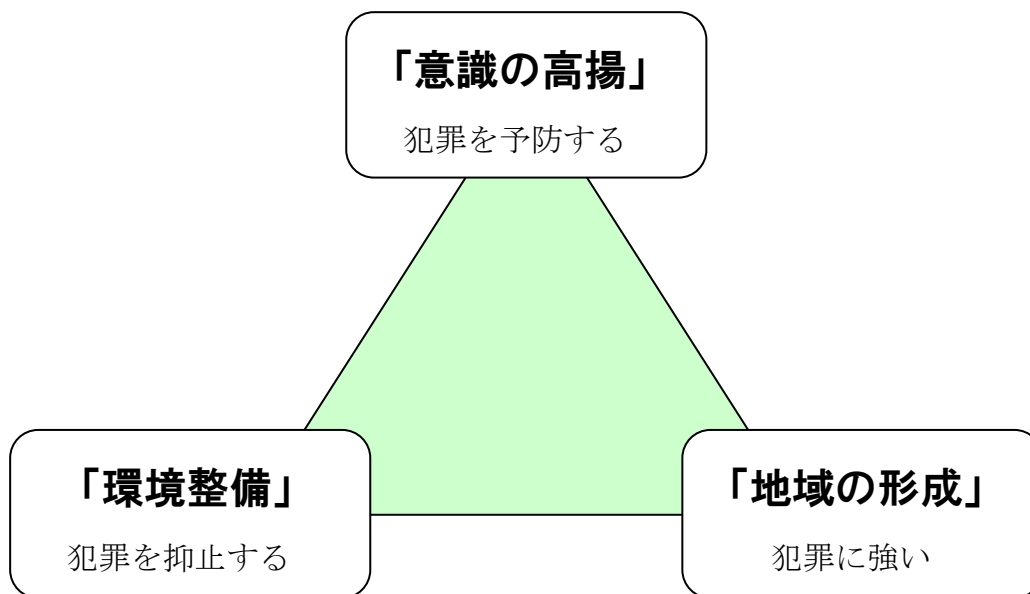 「意識の高揚」
犯罪を予防する
「環境整備」
犯罪を抑止する
「地域の形成」
犯罪に強い